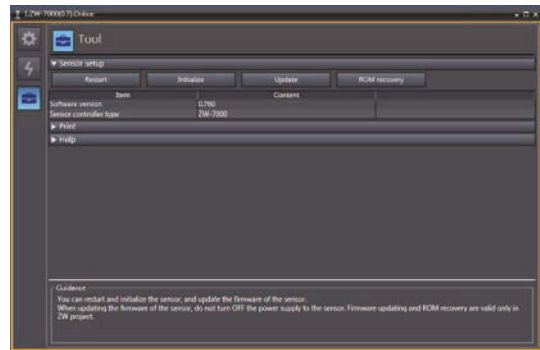 1.ZW-7000(0.7) Online
Tool
Sensor setup
Restart
Initialize
Update
ROM recovery
Item
Content
Software version
0.760
Sensor controller type
ZW-7000
Print
Help
Guidance
You can restart and initialize the sensor, and update the firmware of the sensor.
When updating the firmware of the sensor, do not turn OFF the power supply to the sensor. Firmware updating and ROM recovery are valid only in
ZW project.